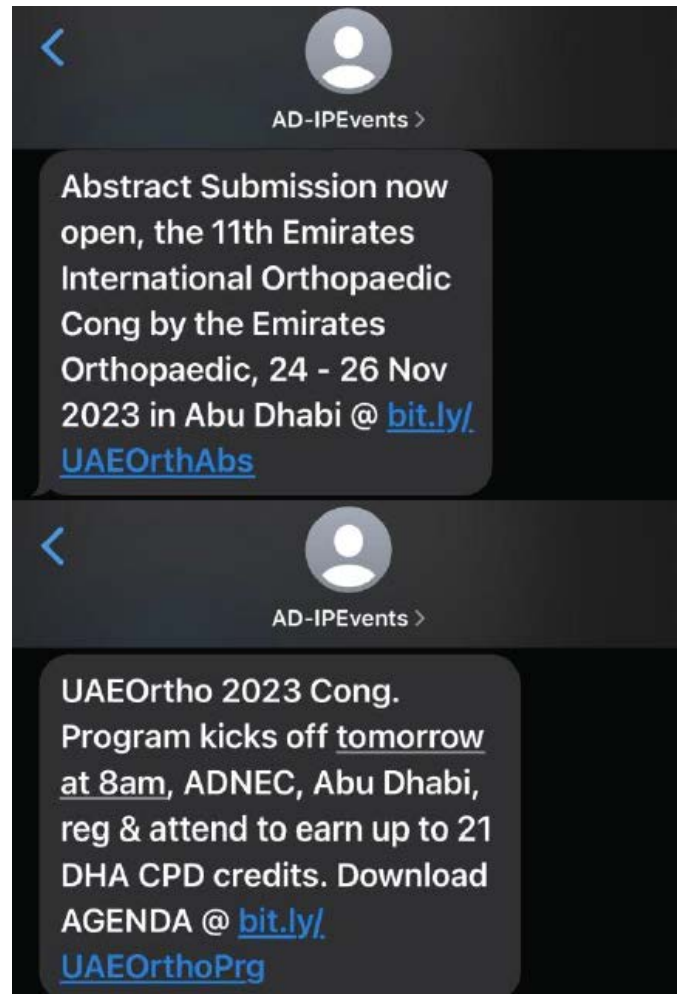 AD-IPEvents >
Abstract Submission now
open, the 11th Emirates
International Orthopaedic
Cong by the Emirates
Orthopaedic, 24 - 26 Nov
2023 in Abu Dhabi @ bit.ly/
UAEOrthAbs
AD-IPEvents >
UAEOrtho 2023 Cong.
Program kicks off tomorrow
at 8am, ADNEC, Abu Dhabi,
reg & attend to earn up to 21
DHA CPD credits. Download
AGENDA @ bit.ly/
UAEOrthoPrg